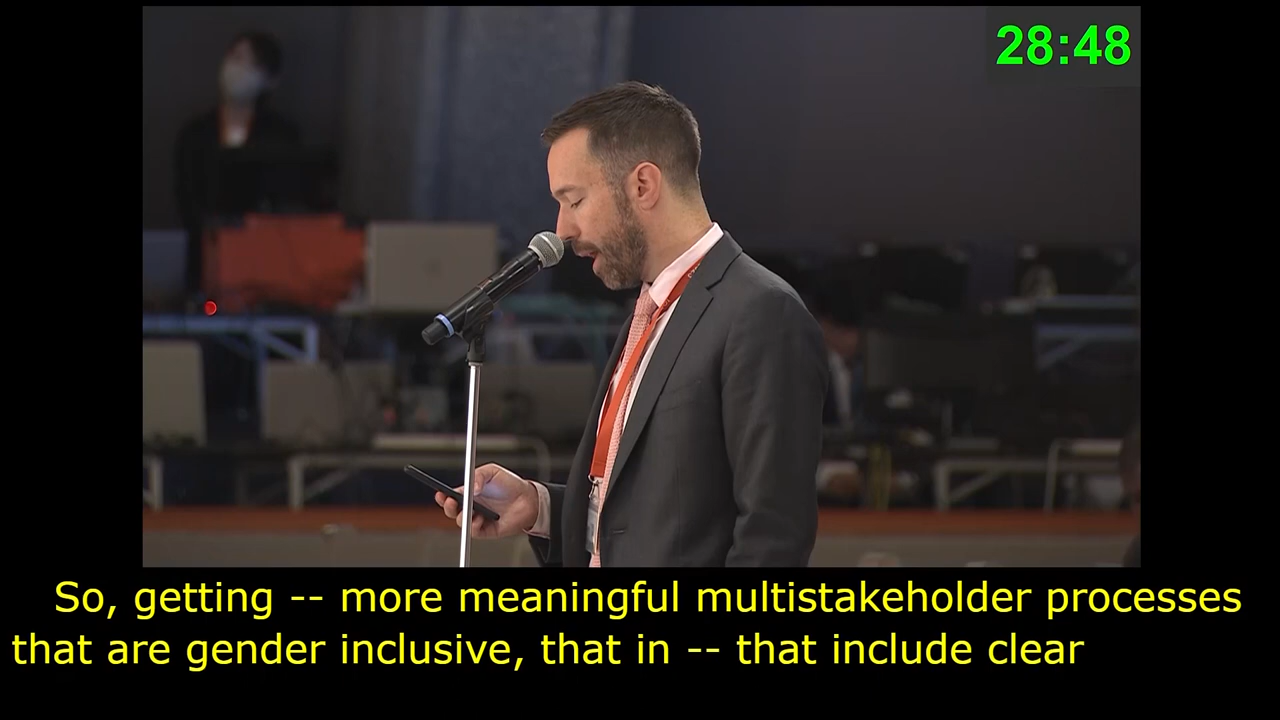 28:48
So, getting -- more meaningful multistakeholder processes
that are gender inclusive, that in -- that include clear